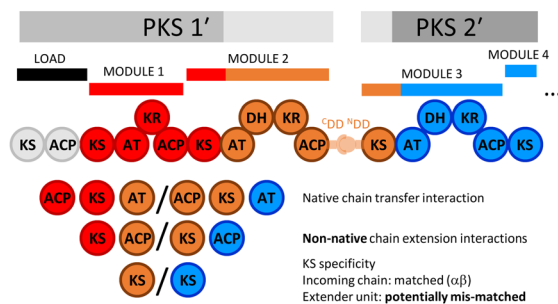 PKS 1′ PKS 2′
LOAD MODULE 2 MODULE 4
MODULE 1 MODULE 3 ...
KR DH KR DH KR
KS ACP KS AT ACP KS AT ACP CDD NDD KS AT ACP KS
ACP KS AT / ACP KS AT Native chain transfer interaction
KS ACP / KS ACP Non-native chain extension interactions
KS / KS KS specificity
Incoming chain: matched (αβ)
Extender unit: potentially mis-matched